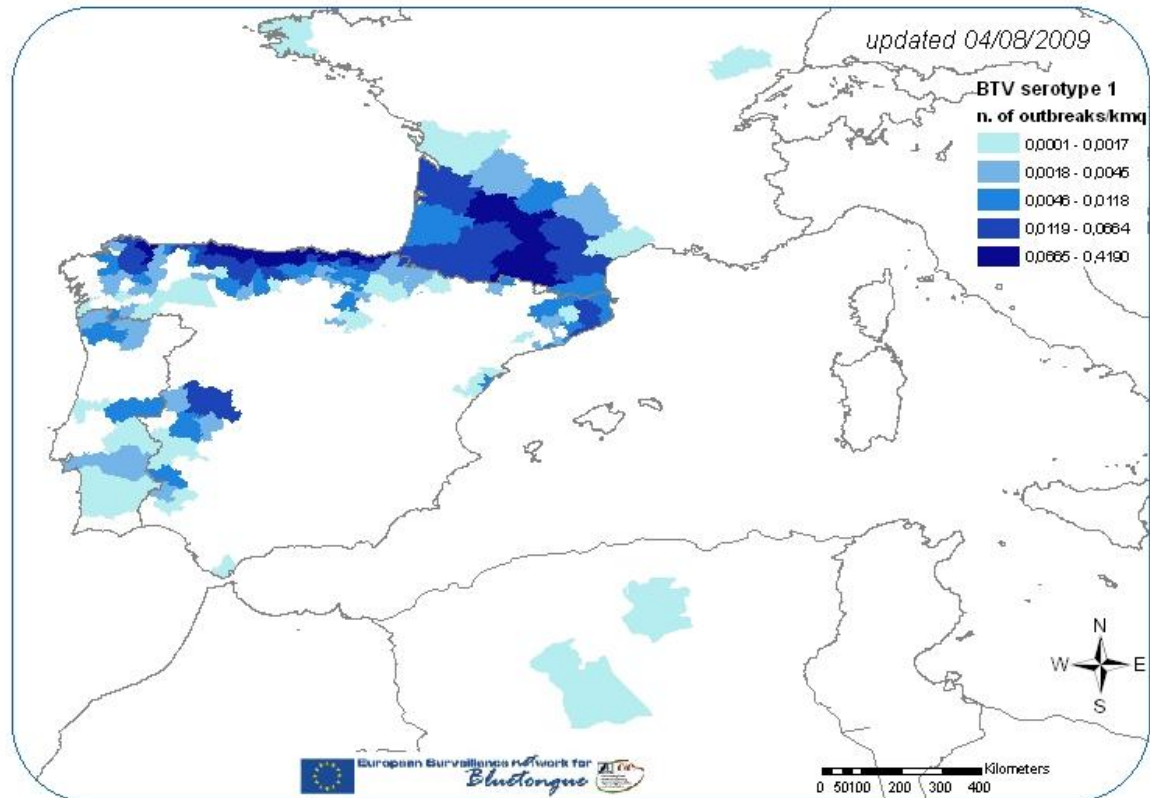 updated 04/08/2009
BTV serotype 1
n. of outbreaks/kmq
0,0001 - 0,0017
0,0018 - 0,0045
0,0046 - 0,0118
0,0119 - 0,0664
0,0665 - 0,4190
N
W E
S
European Surveillance Network for
Bluetongue
Kilometers
0 50100 200 300 400